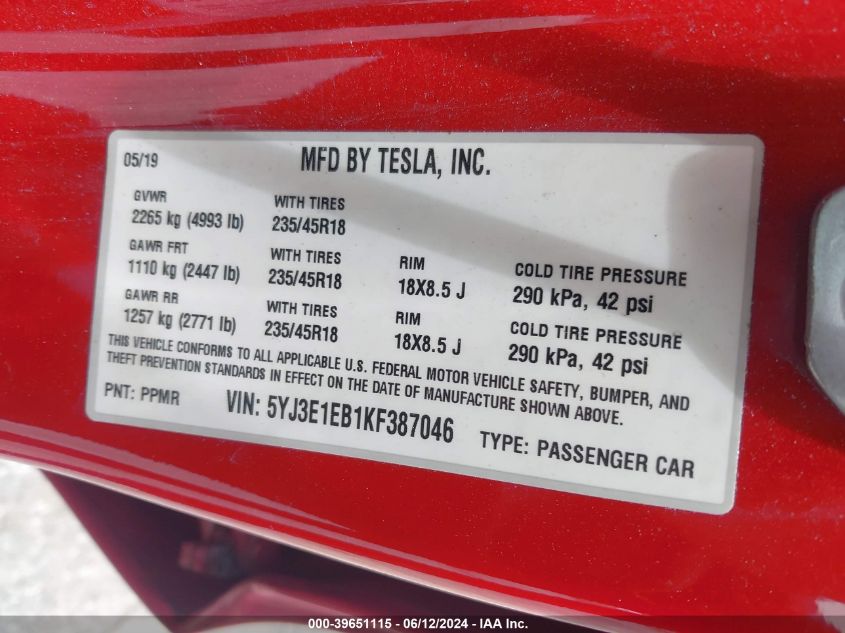 05/19 MFD BY TESLA, INC.
GVWR WITH TIRES
2265 kg (4993 lb) 235/45R18
GAWR FRT WITH TIRES RIM COLD TIRE PRESSURE
1110 kg (2447 lb) 235/45R18 18X8.5 J 290 kPa, 42 psi
GAWR RR WITH TIRES RIM COLD TIRE PRESSURE
1257 kg (2771 lb) 235/45R18 18X8.5 J 290 kPa, 42 psi
THIS VEHICLE CONFORMS TO ALL APPLICABLE U.S. FEDERAL MOTOR VEHICLE SAFETY, BUMPER, AND
THEFT PREVENTION STANDARDS IN EFFECT ON THE DATE OF MANUFACTURE SHOWN ABOVE.
PNT: PPMR VIN: 5YJ3E1EB1KF387046 TYPE: PASSENGER CAR
000-39651115 - 06/12/2024 - IAA Inc.